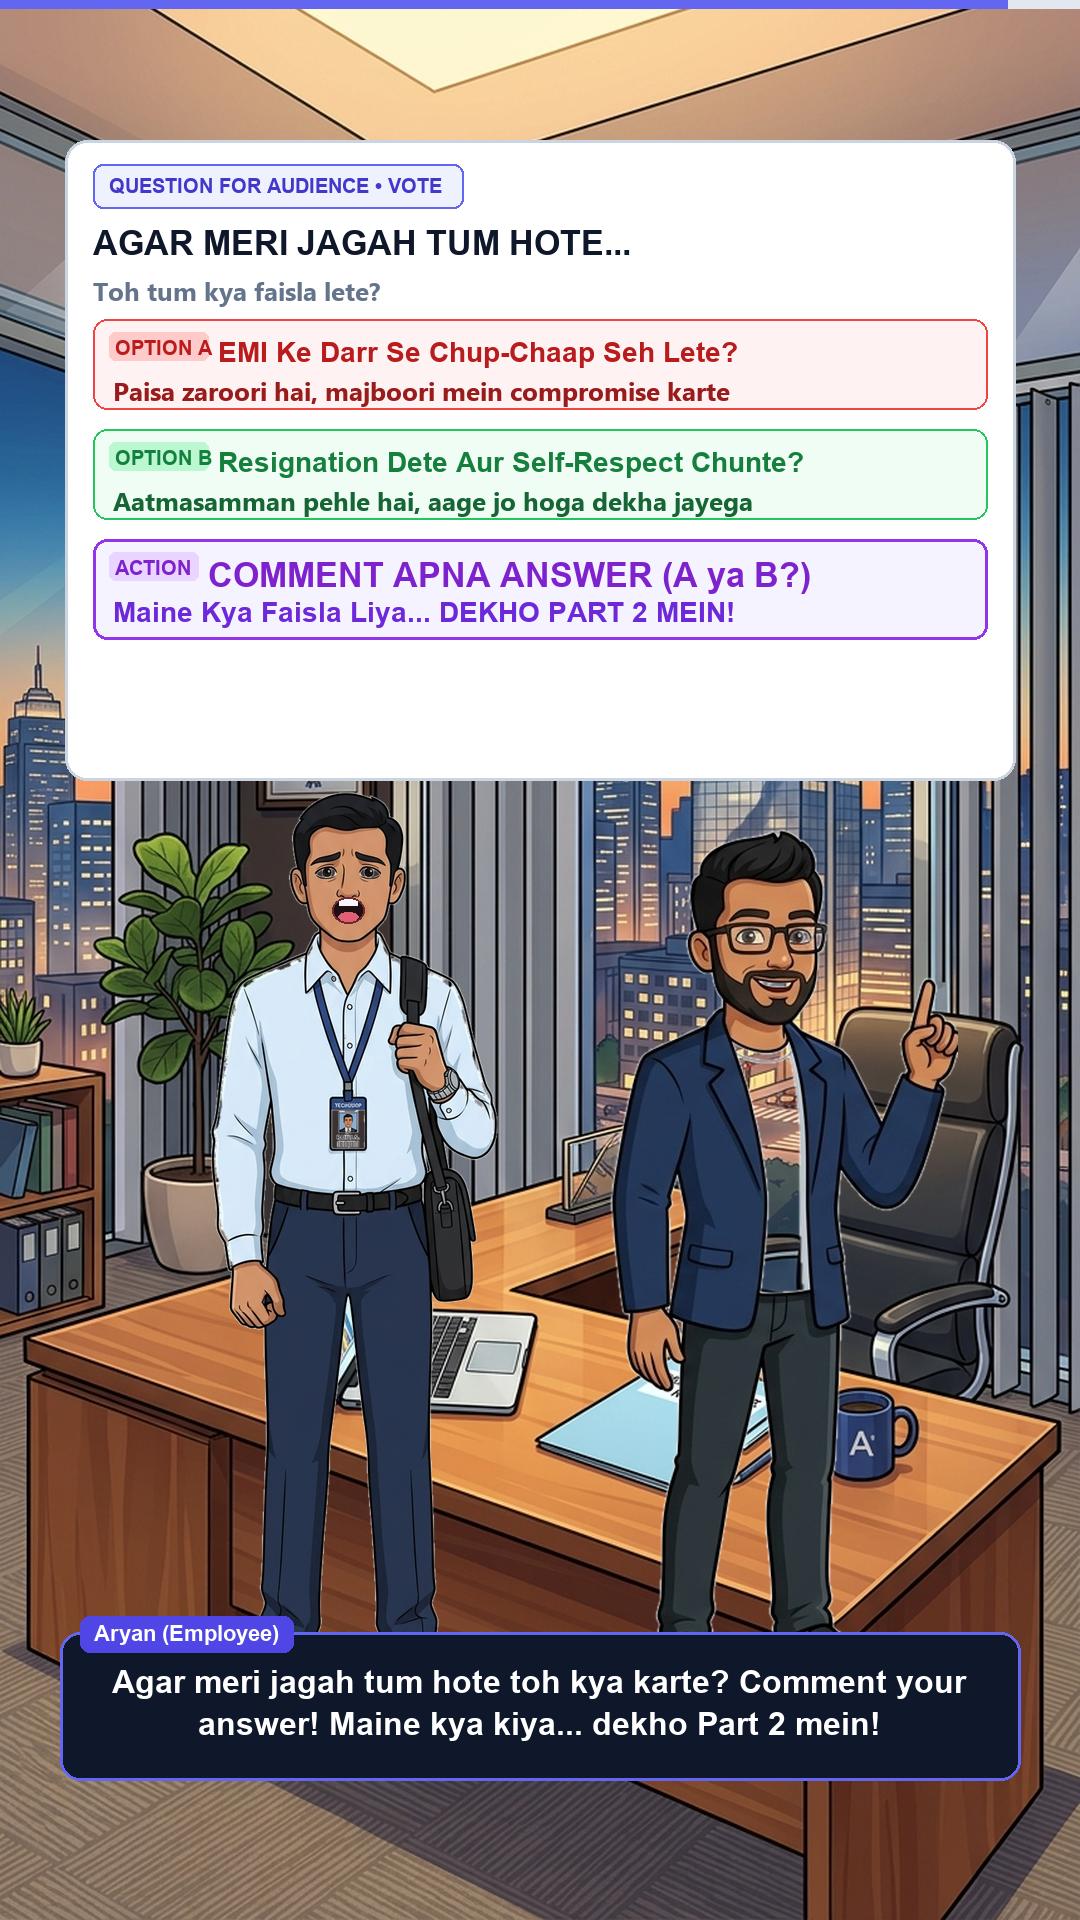 QUESTION FOR AUDIENCE • VOTE
AGAR MERI JAGAH TUM HOTE...
Toh tum kya faisla lete?
OPTION A EMI Ke Darr Se Chup-Chaap Seh Lete?
Paisa zaroori hai, majboori mein compromise karte
OPTION B Resignation Dete Aur Self-Respect Chunte?
Aatmasamman pehle hai, aage jo hoga dekha jayega
ACTION COMMENT APNA ANSWER (A ya B?)
Maine Kya Faisla Liya... DEKHO PART 2 MEIN!
A
Aryan (Employee)
Agar meri jagah tum hote toh kya karte? Comment your
answer! Maine kya kiya... dekho Part 2 mein!